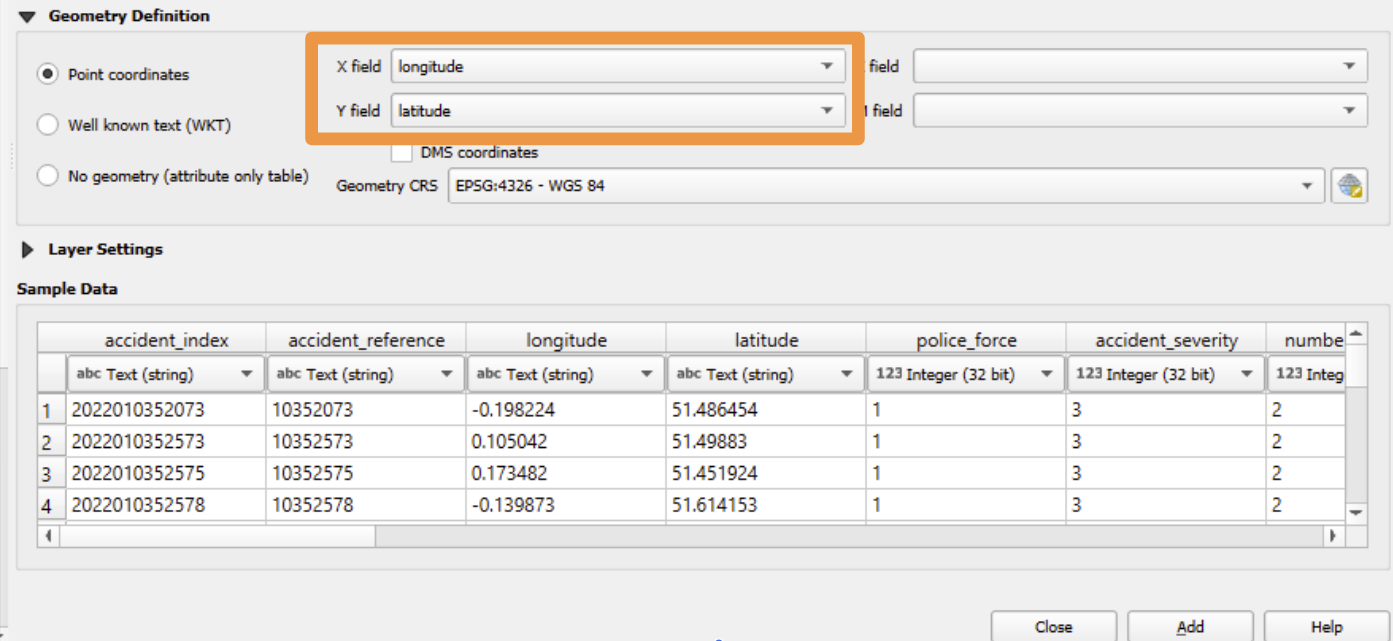 Geometry Definition
Point coordinates
X field longitude
field
Y field latitude
field
Well known text (WKT)
DMS coordinates
No geometry (attribute only table)
Geometry CRS EPSG:4326 - WGS 84
Layer Settings
Sample Data
accident_index accident_reference longitude latitude police_force accident_severity numbe
abc Text (string) abc Text (string) abc Text (string) abc Text (string) 123 Integer (32 bit) 123 Integer (32 bit) 123 Integ
1 2022010352073 10352073 -0.198224 51.486454 1 3 2
2 2022010352573 10352573 0.105042 51.49883 1 3 2
3 2022010352575 10352575 0.173482 51.451924 1 3 2
4 2022010352578 10352578 -0.139873 51.614153 1 3 2
Close Add Help